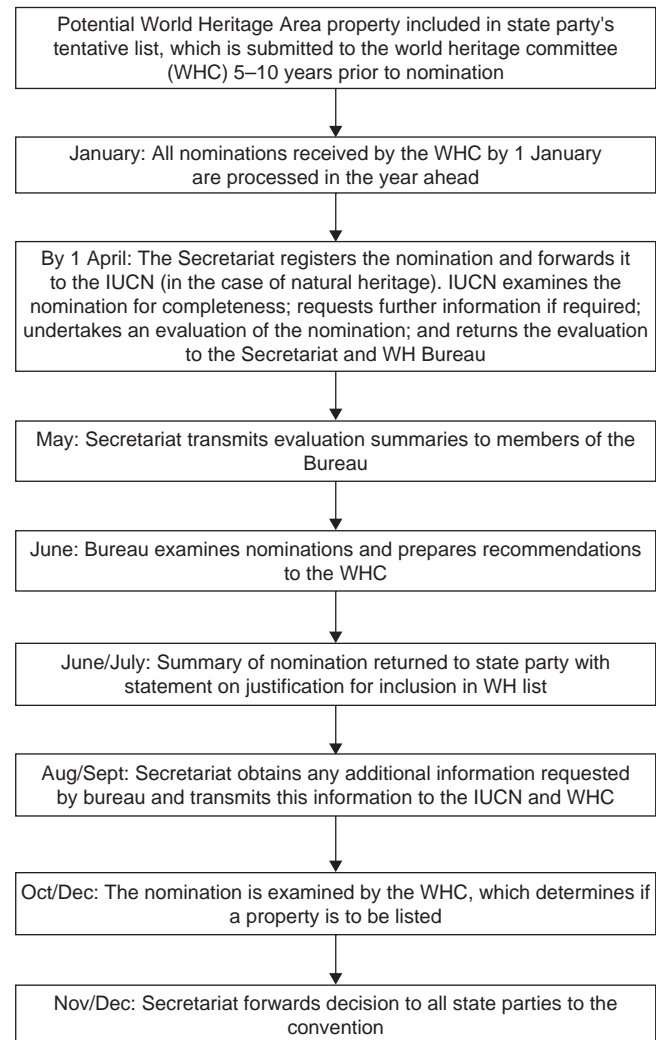 Potential World Heritage Area property included in state party's
tentative list, which is submitted to the world heritage committee
(WHC) 5–10 years prior to nomination
January: All nominations received by the WHC by 1 January
are processed in the year ahead
By 1 April: The Secretariat registers the nomination and forwards it
to the IUCN (in the case of natural heritage). IUCN examines the
nomination for completeness; requests further information if required;
undertakes an evaluation of the nomination; and returns the evaluation
to the Secretariat and WH Bureau
May: Secretariat transmits evaluation summaries to members of the
Bureau
June: Bureau examines nominations and prepares recommendations
to the WHC
June/July: Summary of nomination returned to state party with
statement on justification for inclusion in WH list
Aug/Sept: Secretariat obtains any additional information requested
by bureau and transmits this information to the IUCN and WHC
Oct/Dec: The nomination is examined by the WHC, which determines if
a property is to be listed
Nov/Dec: Secretariat forwards decision to all state parties to the
convention